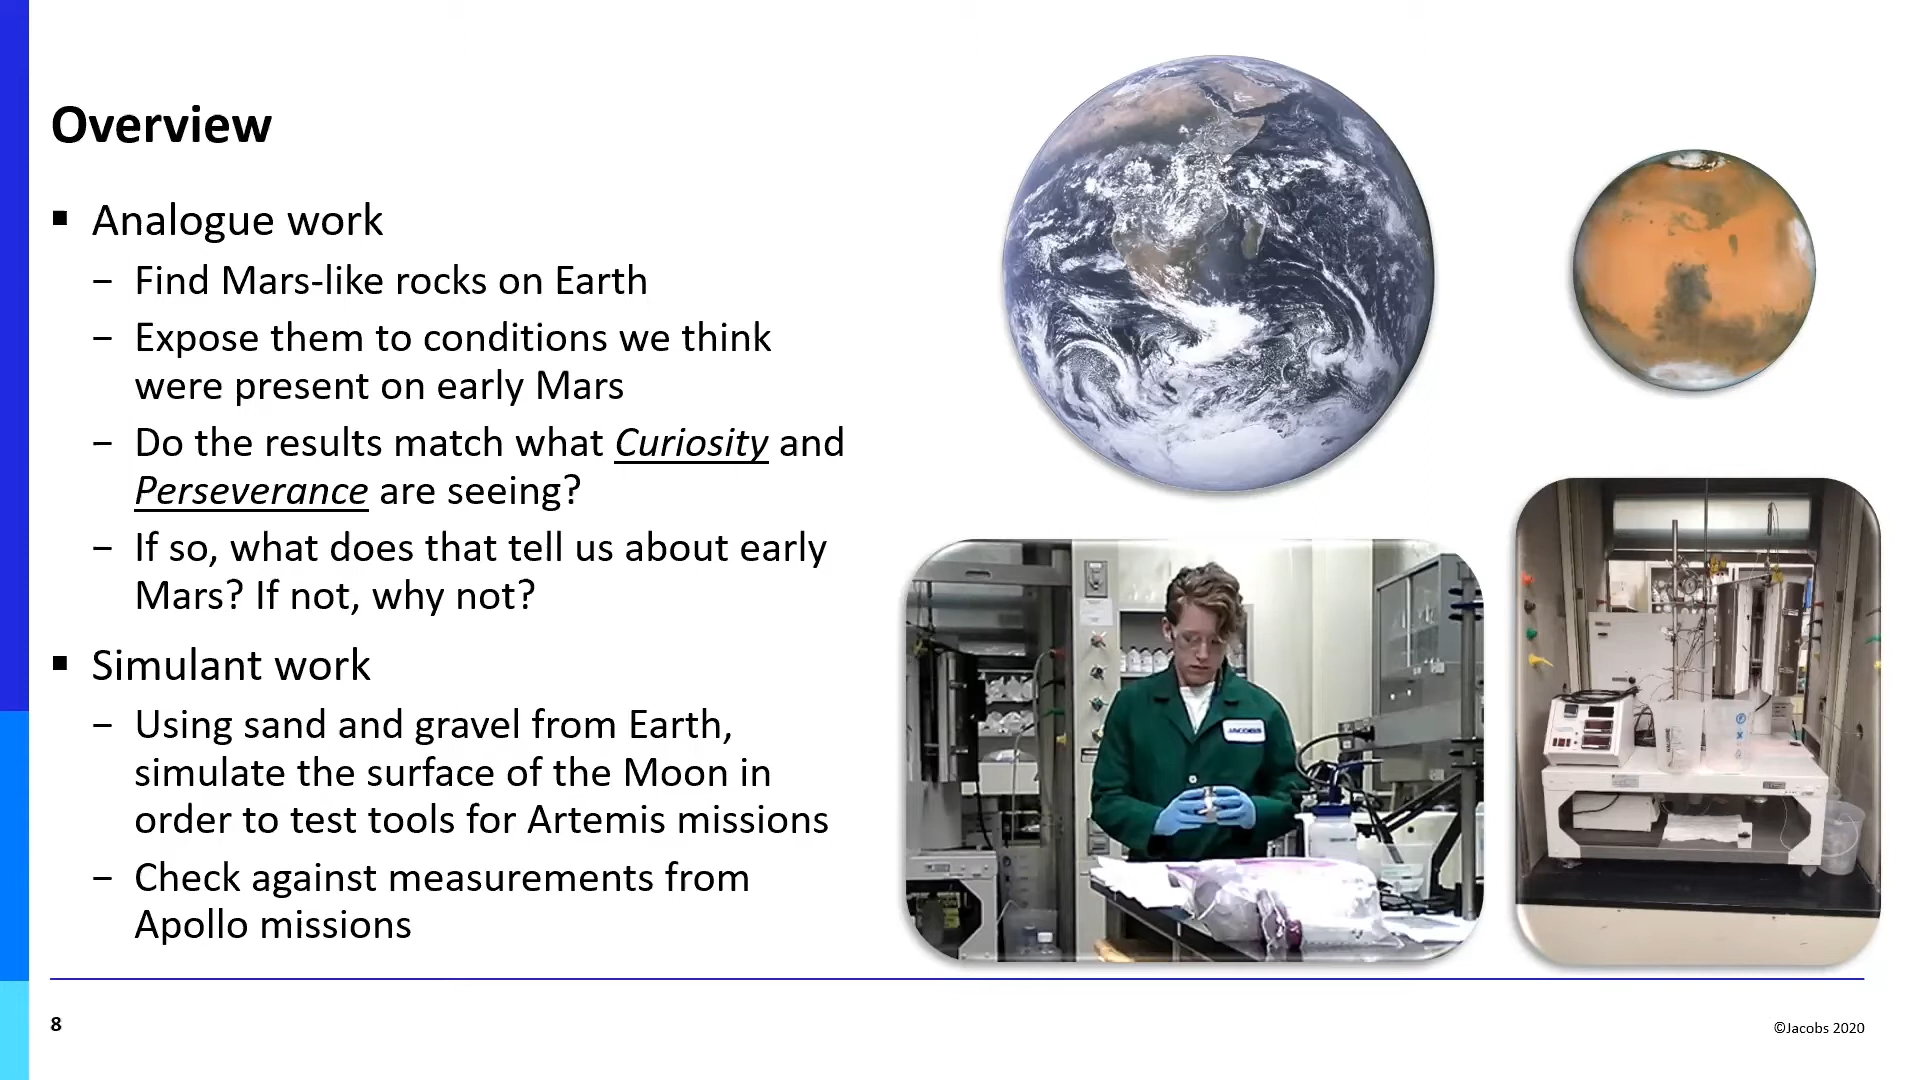 Overview
Analogue work
– Find Mars-like rocks on Earth
– Expose them to conditions we think
were present on early Mars
– Do the results match what Curiosity and
Perseverance are seeing?
– If so, what does that tell us about early
Mars? If not, why not?
Simulant work
– Using sand and gravel from Earth,
simulate the surface of the Moon in
order to test tools for Artemis missions
– Check against measurements from
Apollo missions
JACOBS
8
©Jacobs 2020